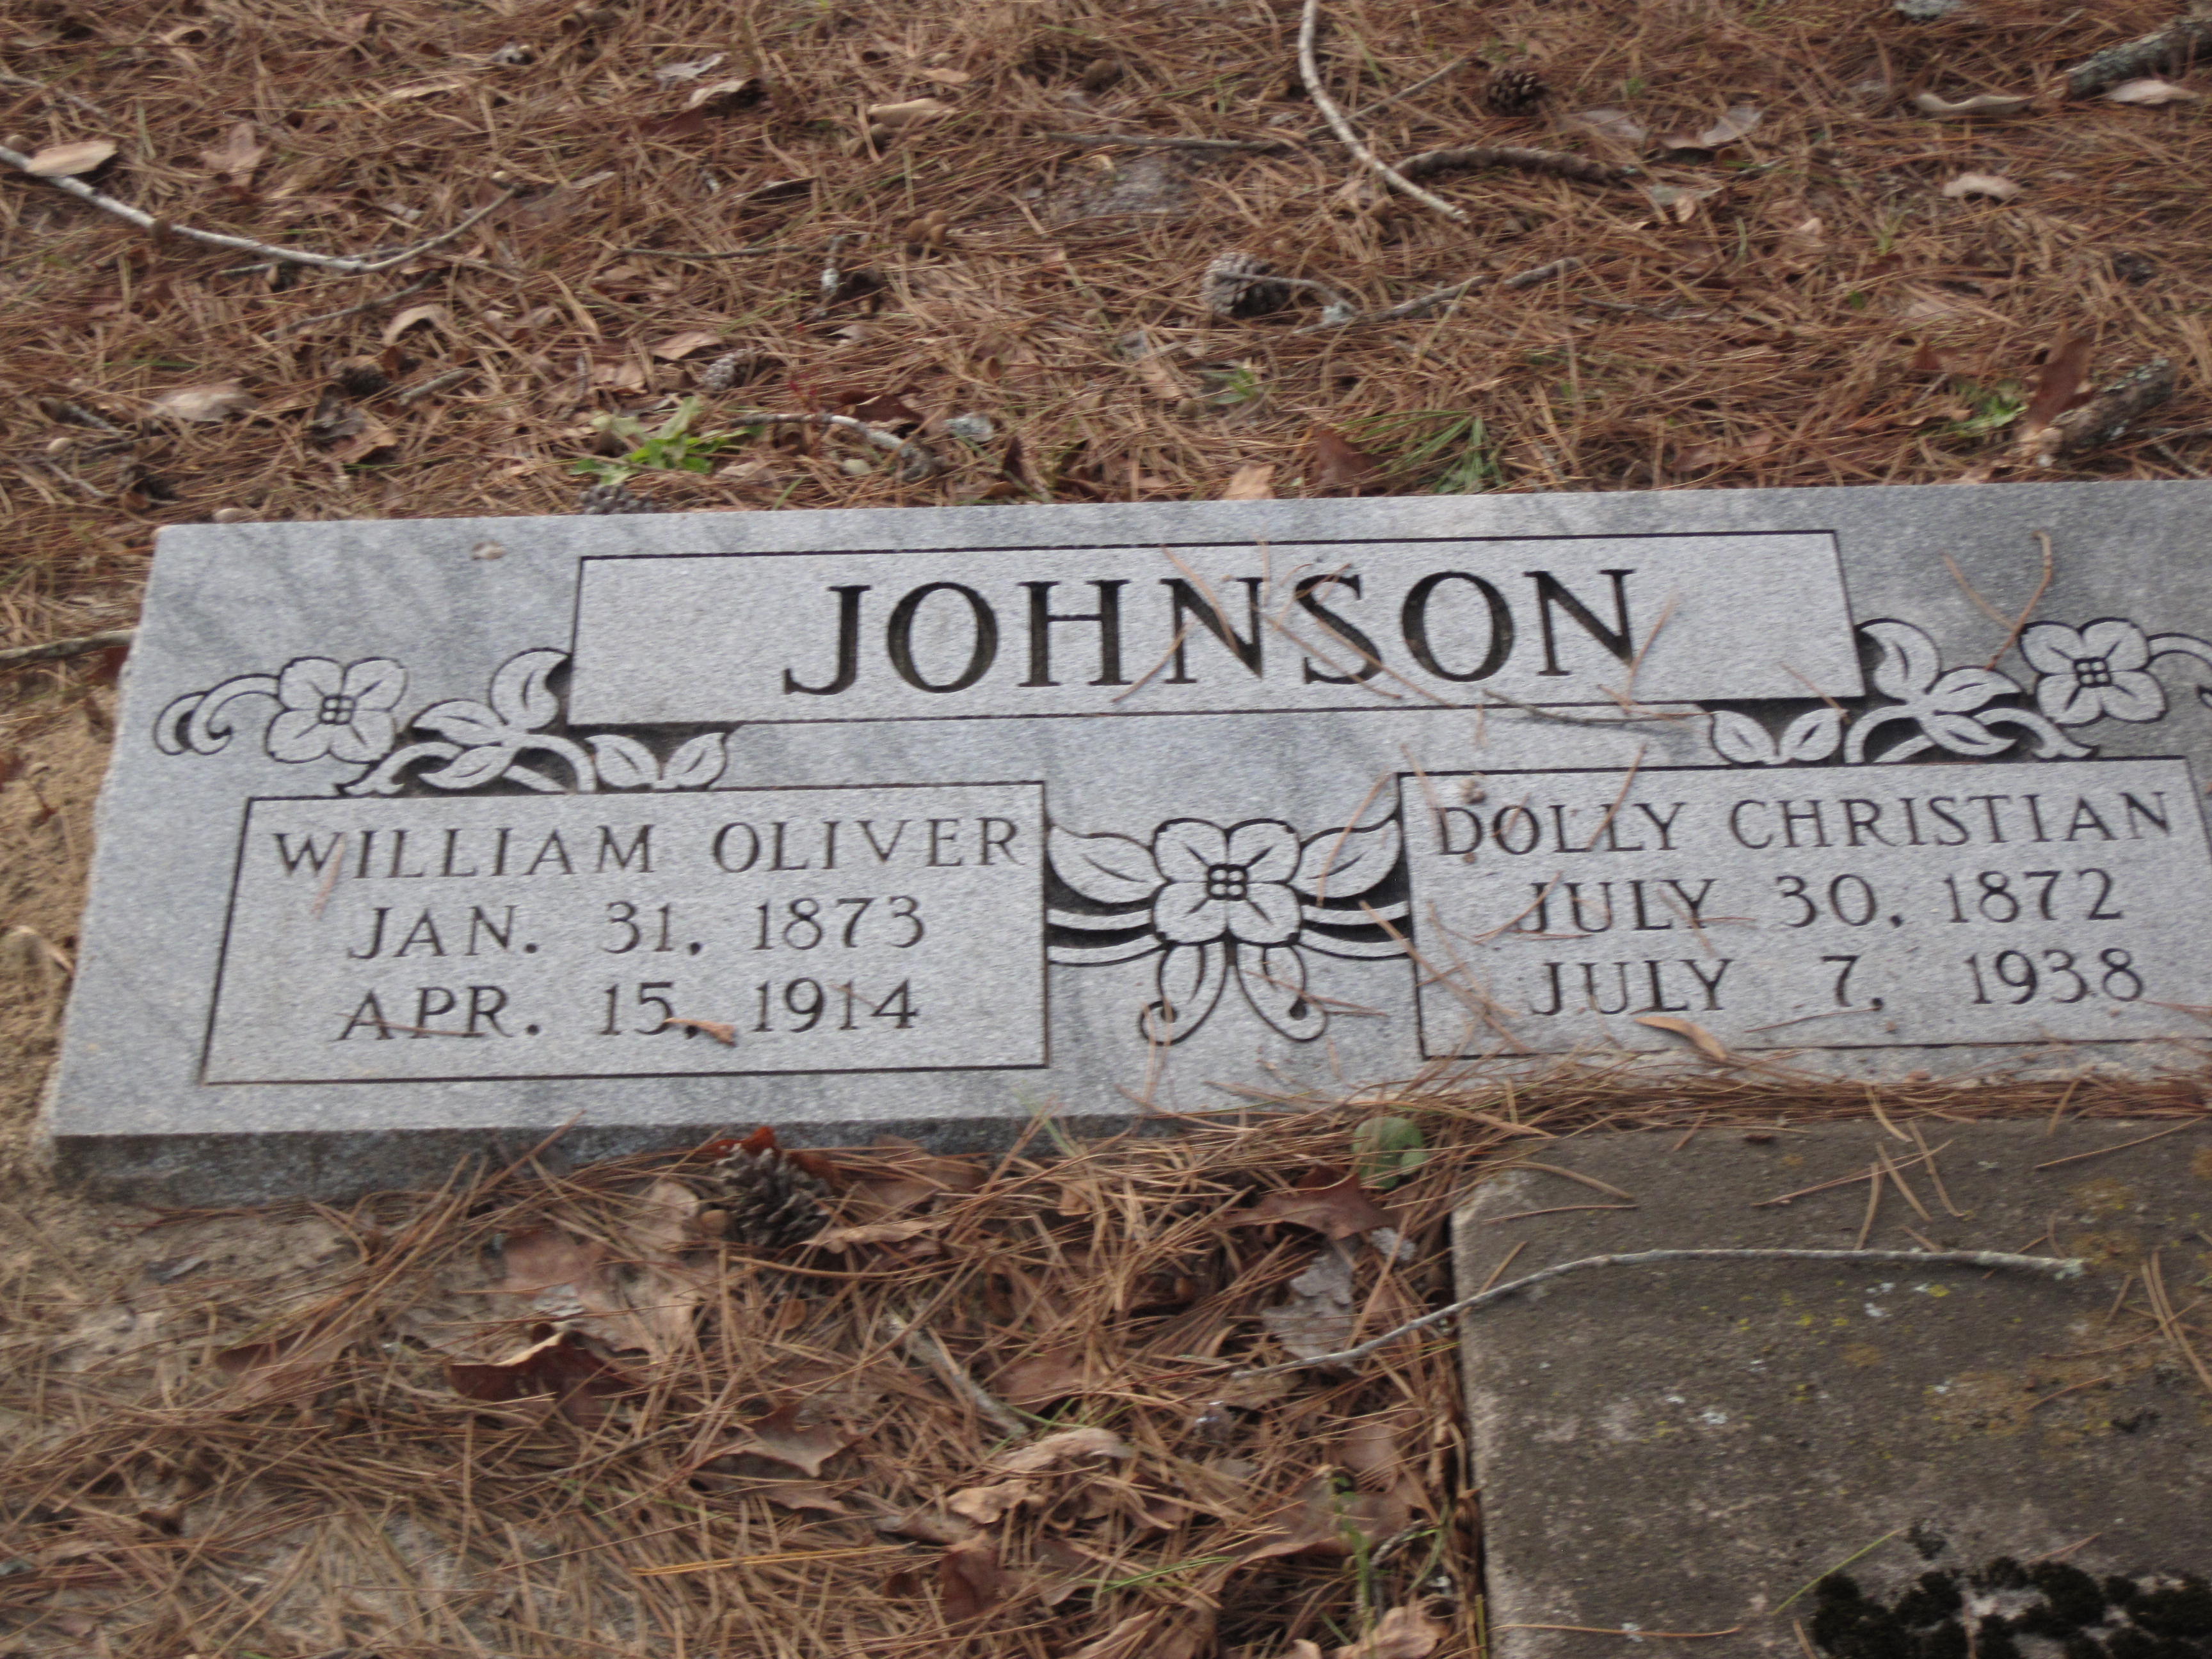 JOHNSON
WILLIAM OLIVER
JAN. 31, 1873
APR. 15, 1914
DOLLY CHRISTIAN
JULY 30, 1872
JULY 7, 1938